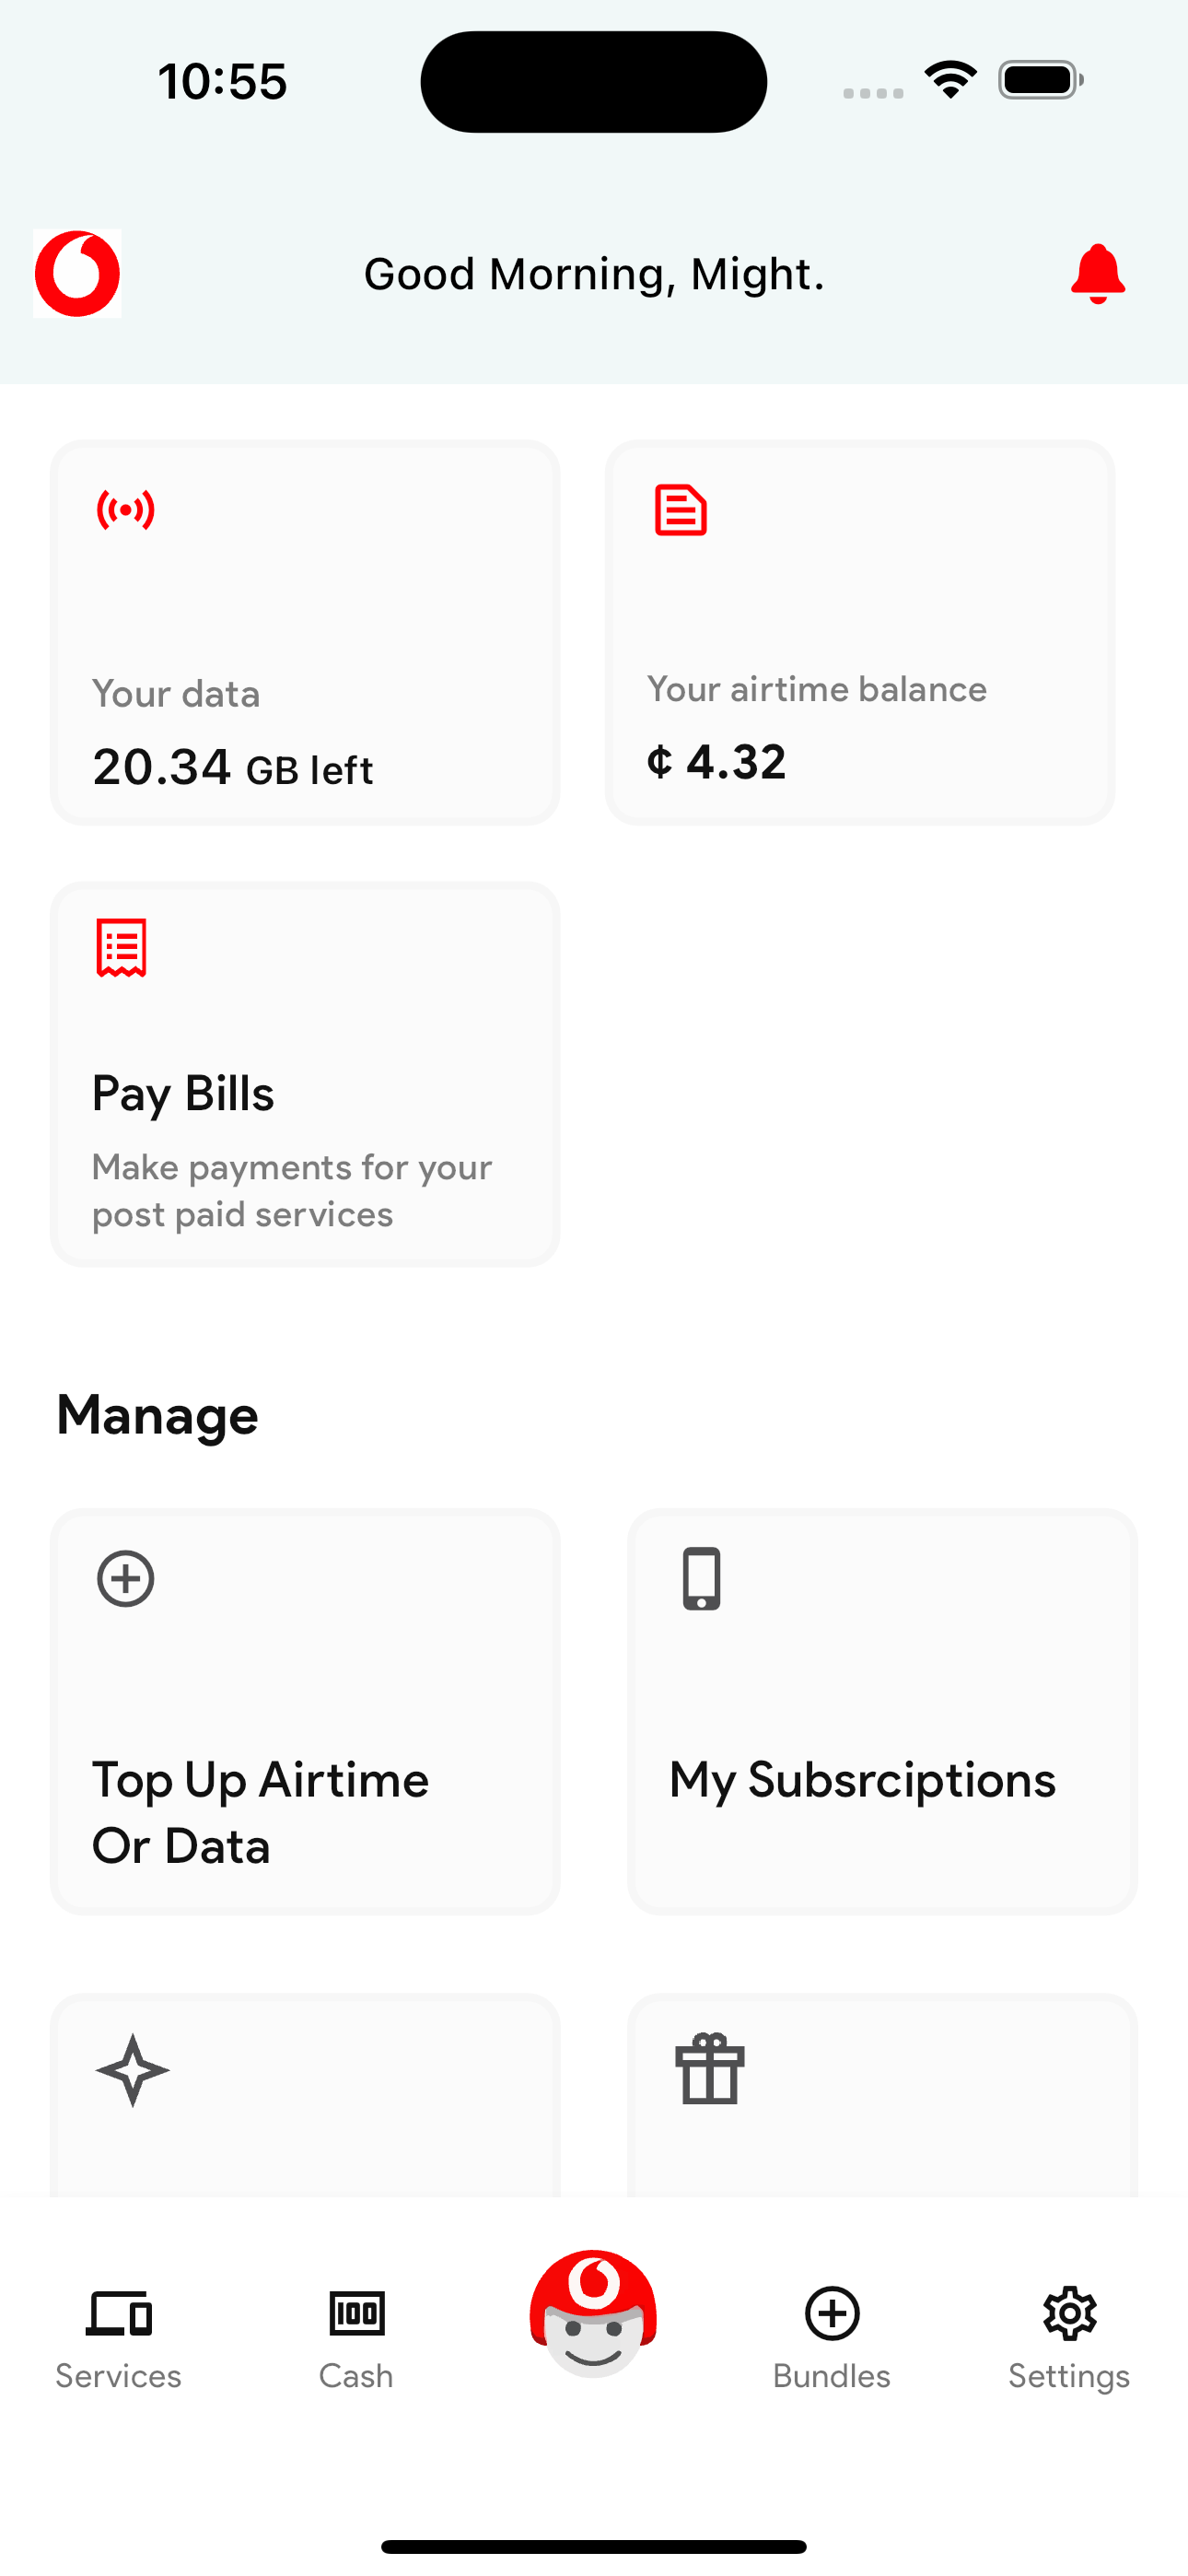 10:55
Good Morning, Might.
Your data
20.34 GB left
Your airtime balance
₵ 4.32
Pay Bills
Make payments for your
post paid services
Manage
Top Up Airtime
Or Data
My Subsrciptions
100
Services
Cash
Bundles
Settings